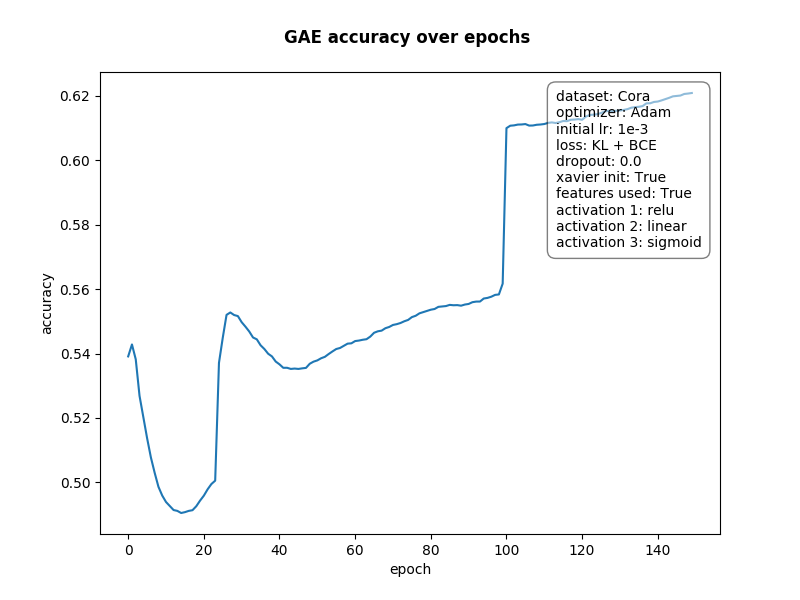 GAE accuracy over epochs
dataset: Cora
optimizer: Adam
initial lr: 1e-3
loss: KL + BCE
dropout: 0.0
xavier init: True
features used: True
activation 1: relu
activation 2: linear
activation 3: sigmoid
accuracy
0.62
0.60
0.58
0.56
0.54
0.52
0.50
0 20 40 60 80 100 120 140
epoch